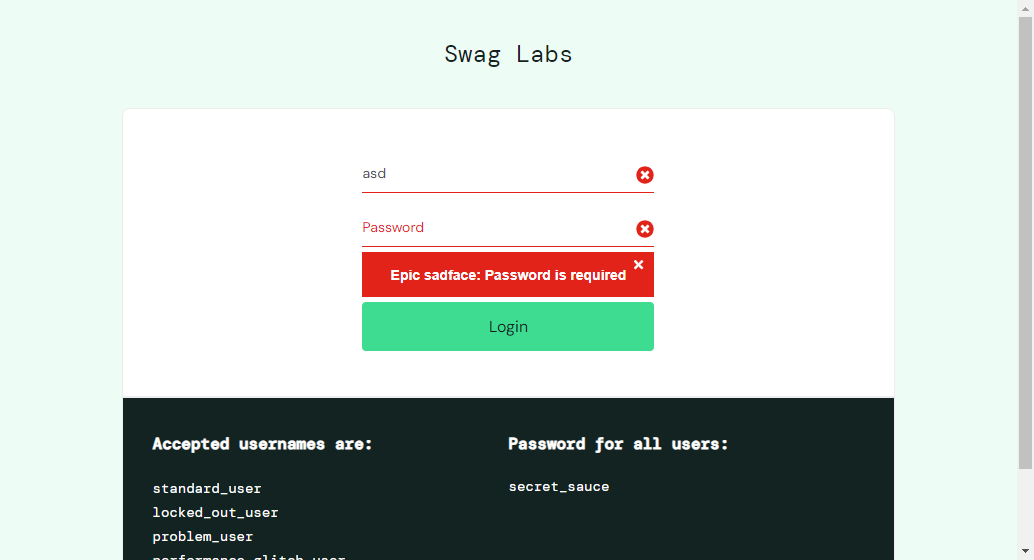 Swag Labs
asd
Password
Epic sadface: Password is required
Login
Accepted usernames are:
standard_user
locked_out_user
problem_user
performance_glitch_user
Password for all users:
secret_sauce